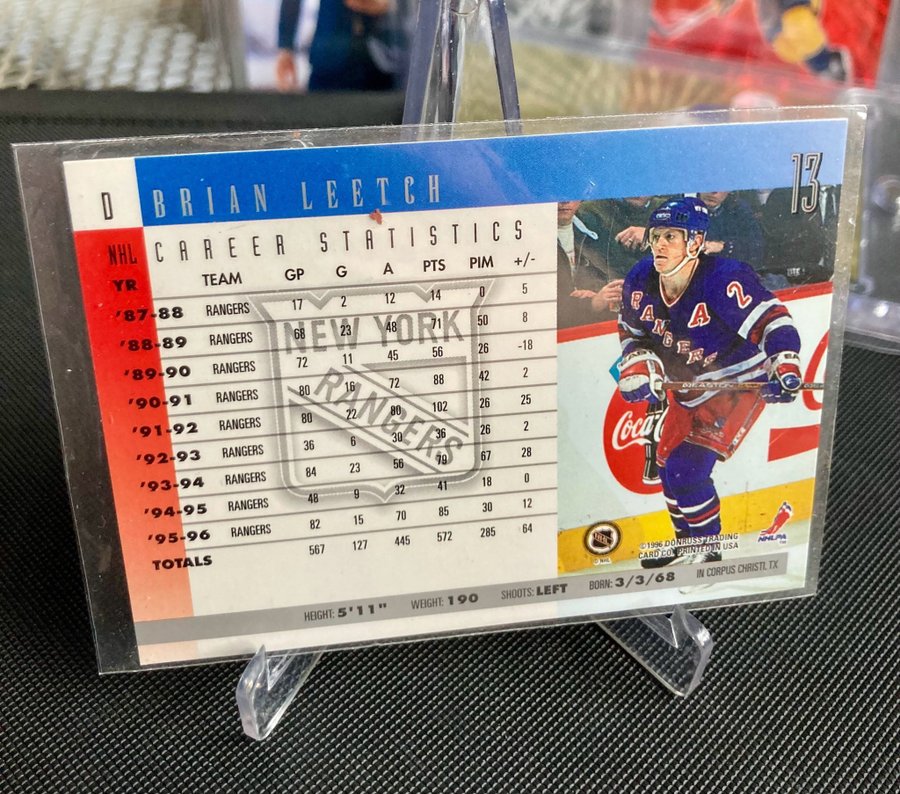 D BRIAN LEETCH 13
NHL CAREER STATISTICS
YR TEAM GP G A PTS PIM +/-
'87-88 RANGERS 17 2 12 14 0 5
'88-89 RANGERS 68 23 48 71 50 8
'89-90 RANGERS 72 11 45 56 26 -18
'90-91 RANGERS 80 16 72 88 42 2
'91-92 RANGERS 80 22 80 102 26 25
'92-93 RANGERS 36 6 30 36 26 2
'93-94 RANGERS 84 23 56 79 67 28
'94-95 RANGERS 48 9 32 41 18 0
'95-96 RANGERS 82 15 70 85 30 12
TOTALS 567 127 445 572 285 64
NEW YORK
RANGERS
RANGERS
A
2
EASTON
Coca
NHL
© NHL
©1996 DONRUSS TRADING
CARD CO. PRINTED IN USA
NHLPA
TM
HEIGHT: 5'11" WEIGHT: 190 SHOOTS: LEFT BORN: 3/3/68 IN CORPUS CHRISTI, TX